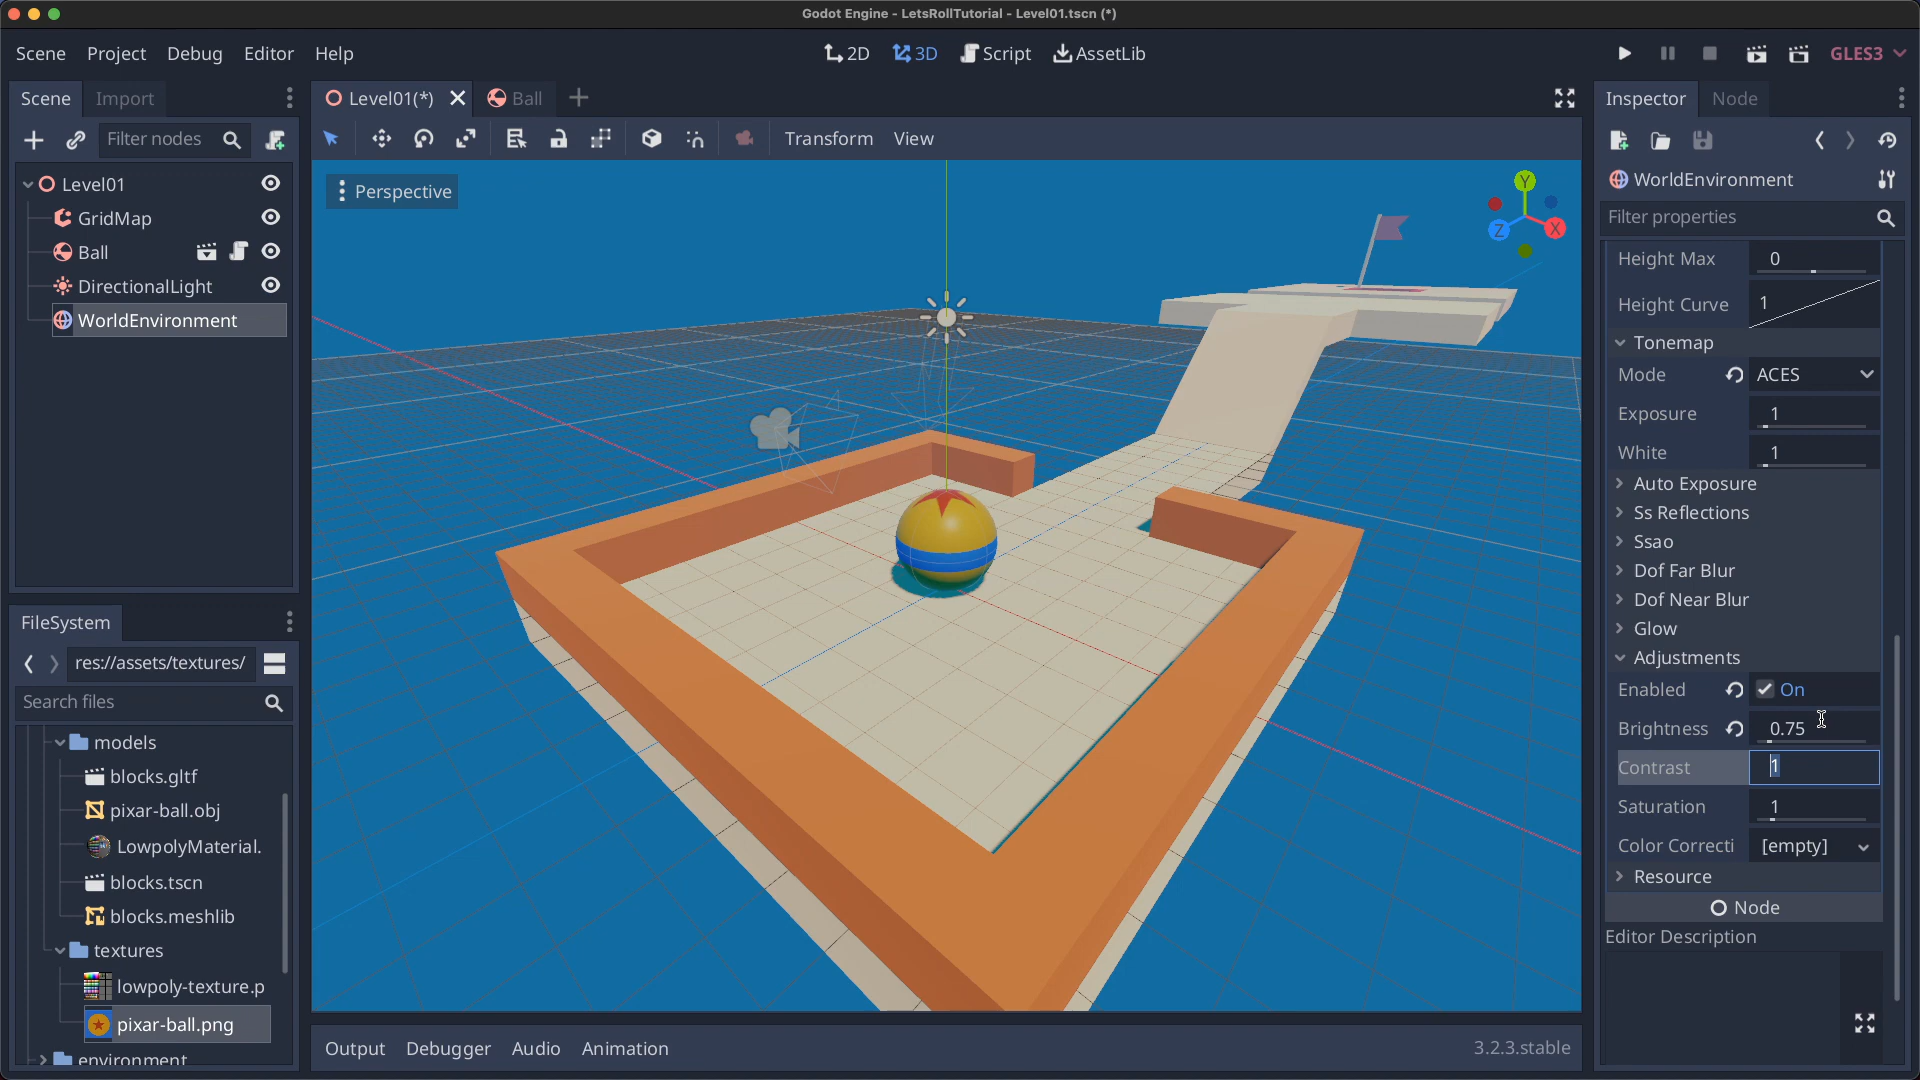 Godot Engine - LetsRollTutorial - Level01.tscn (*)
Scene Project Debug Editor Help
2D 3D Script AssetLib
GLES3
Scene Import
Filter nodes
Level01
GridMap
Ball
DirectionalLight
WorldEnvironment
FileSystem
res://assets/textures/
Search files
models
blocks.gltf
pixar-ball.obj
LowpolyMaterial.
blocks.tscn
blocks.meshlib
textures
lowpoly-texture.p
pixar-ball.png
environment
Level01(*) Ball
Transform View
Perspective
Y
X
Z
Output Debugger Audio Animation
3.2.3.stable
Inspector Node
WorldEnvironment
Filter properties
Height Max 0
Height Curve 1
Tonemap
Mode ACES
Exposure 1
White 1
Auto Exposure
Ss Reflections
Ssao
Dof Far Blur
Dof Near Blur
Glow
Adjustments
Enabled On
Brightness 0.75
Contrast 1
Saturation 1
Color Correcti [empty]
Resource
Node
Editor Description